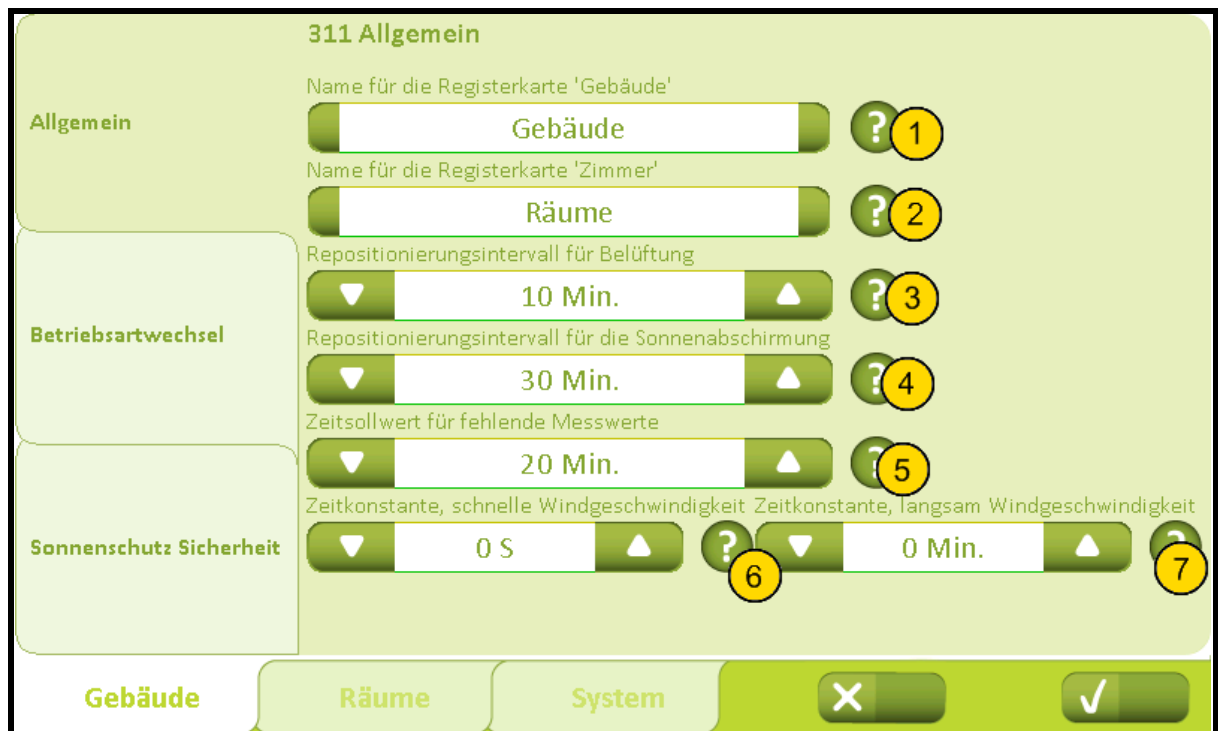 311 Allgemein
Allgemein
Name für die Registerkarte 'Gebäude'
Gebäude
? 1
Name für die Registerkarte 'Zimmer'
Räume
? 2
Betriebsartwechsel
Repositionierungsintervall für Belüftung
10 Min.
? 3
Repositionierungsintervall für die Sonnenabschirmung
30 Min.
? 4
Zeitsollwert für fehlende Messwerte
20 Min.
? 5
Sonnenschutz Sicherheit
Zeitkonstante, schnelle Windgeschwindigkeit Zeitkonstante, langsam Windgeschwindigkeit
0 S ? 6 0 Min. ? 7
Gebäude Räume System